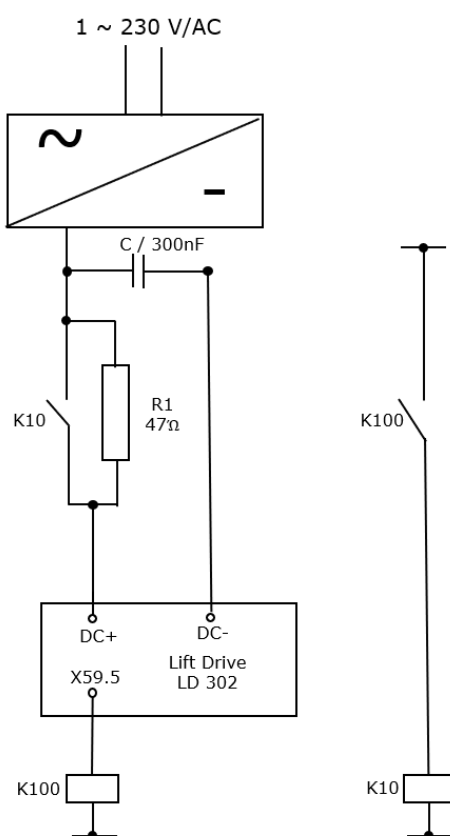 1 ~ 230 V/AC
~
-
C / 300nF
K10
R1
47Ω
K100
DC+
DC-
X59.5
Lift Drive
LD 302
K100
K10